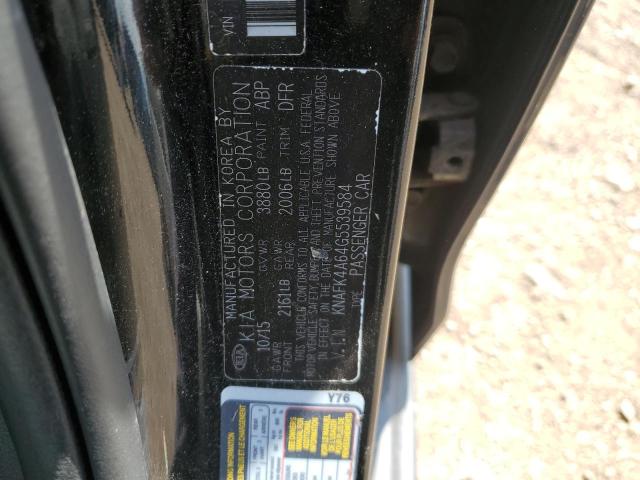 VIN
MANUFACTURED IN KOREA BY
KIA KIA MOTORS CORPORATION
10/15 GVWR 3880LB PAINT ABP
GAWR FRONT 2161LB GAWR REAR 2006LB TRIM DFR
THIS VEHICLE CONFORMS TO ALL APPLICABLE U.S.A. FEDERAL
MOTOR VEHICLE SAFETY, BUMPER, AND THEFT PREVENTION STANDARDS
IN EFFECT ON THE DATE OF MANUFACTURE SHOWN ABOVE
V.I.N KNAFK4A64G5539584
TYPE PASSENGER CAR
Y76